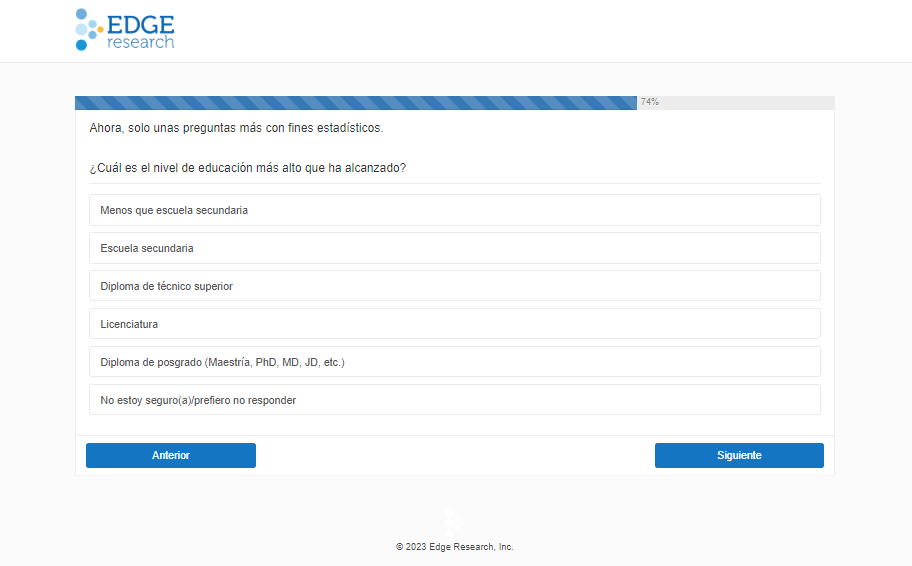 EDGE
research
74%
Ahora, solo unas preguntas más con fines estadísticos.
¿Cuál es el nivel de educación más alto que ha alcanzado?
Menos que escuela secundaria
Escuela secundaria
Diploma de técnico superior
Licenciatura
Diploma de posgrado (Maestría, PhD, MD, JD, etc.)
No estoy seguro(a)/prefiero no responder
Anterior
Siguiente
© 2023 Edge Research, Inc.